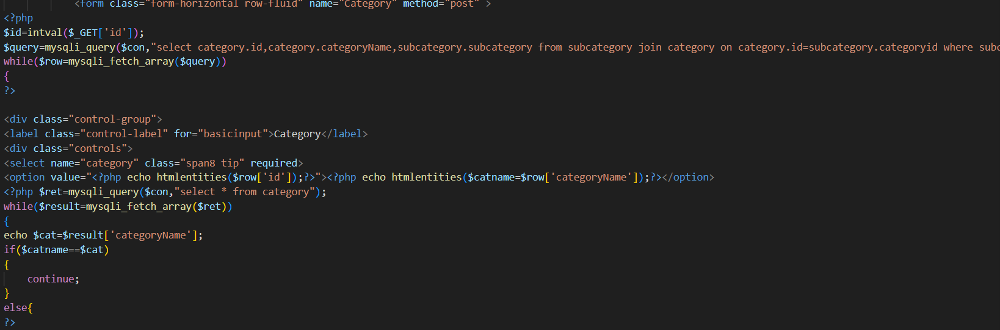 <form class="form-horizontal row-fluid" name="Category" method="post" >
<?php
$id=intval($_GET['id']);
$query=mysqli_query($con,"select category.id,category.categoryName,subcategory.subcategory from subcategory join category on category.id=subcategory.categoryid where subc
while($row=mysqli_fetch_array($query))
{
?>
<div class="control-group">
<label class="control-label" for="basicinput">Category</label>
<div class="controls">
<select name="category" class="span8 tip" required>
<option value="<?php echo htmlentities($row['id']);?>"><?php echo htmlentities($catname=$row['categoryName']);?></option>
<?php $ret=mysqli_query($con,"select * from category");
while($result=mysqli_fetch_array($ret))
{
echo $cat=$result['categoryName'];
if($catname==$cat)
{
continue;
}
else{
?>